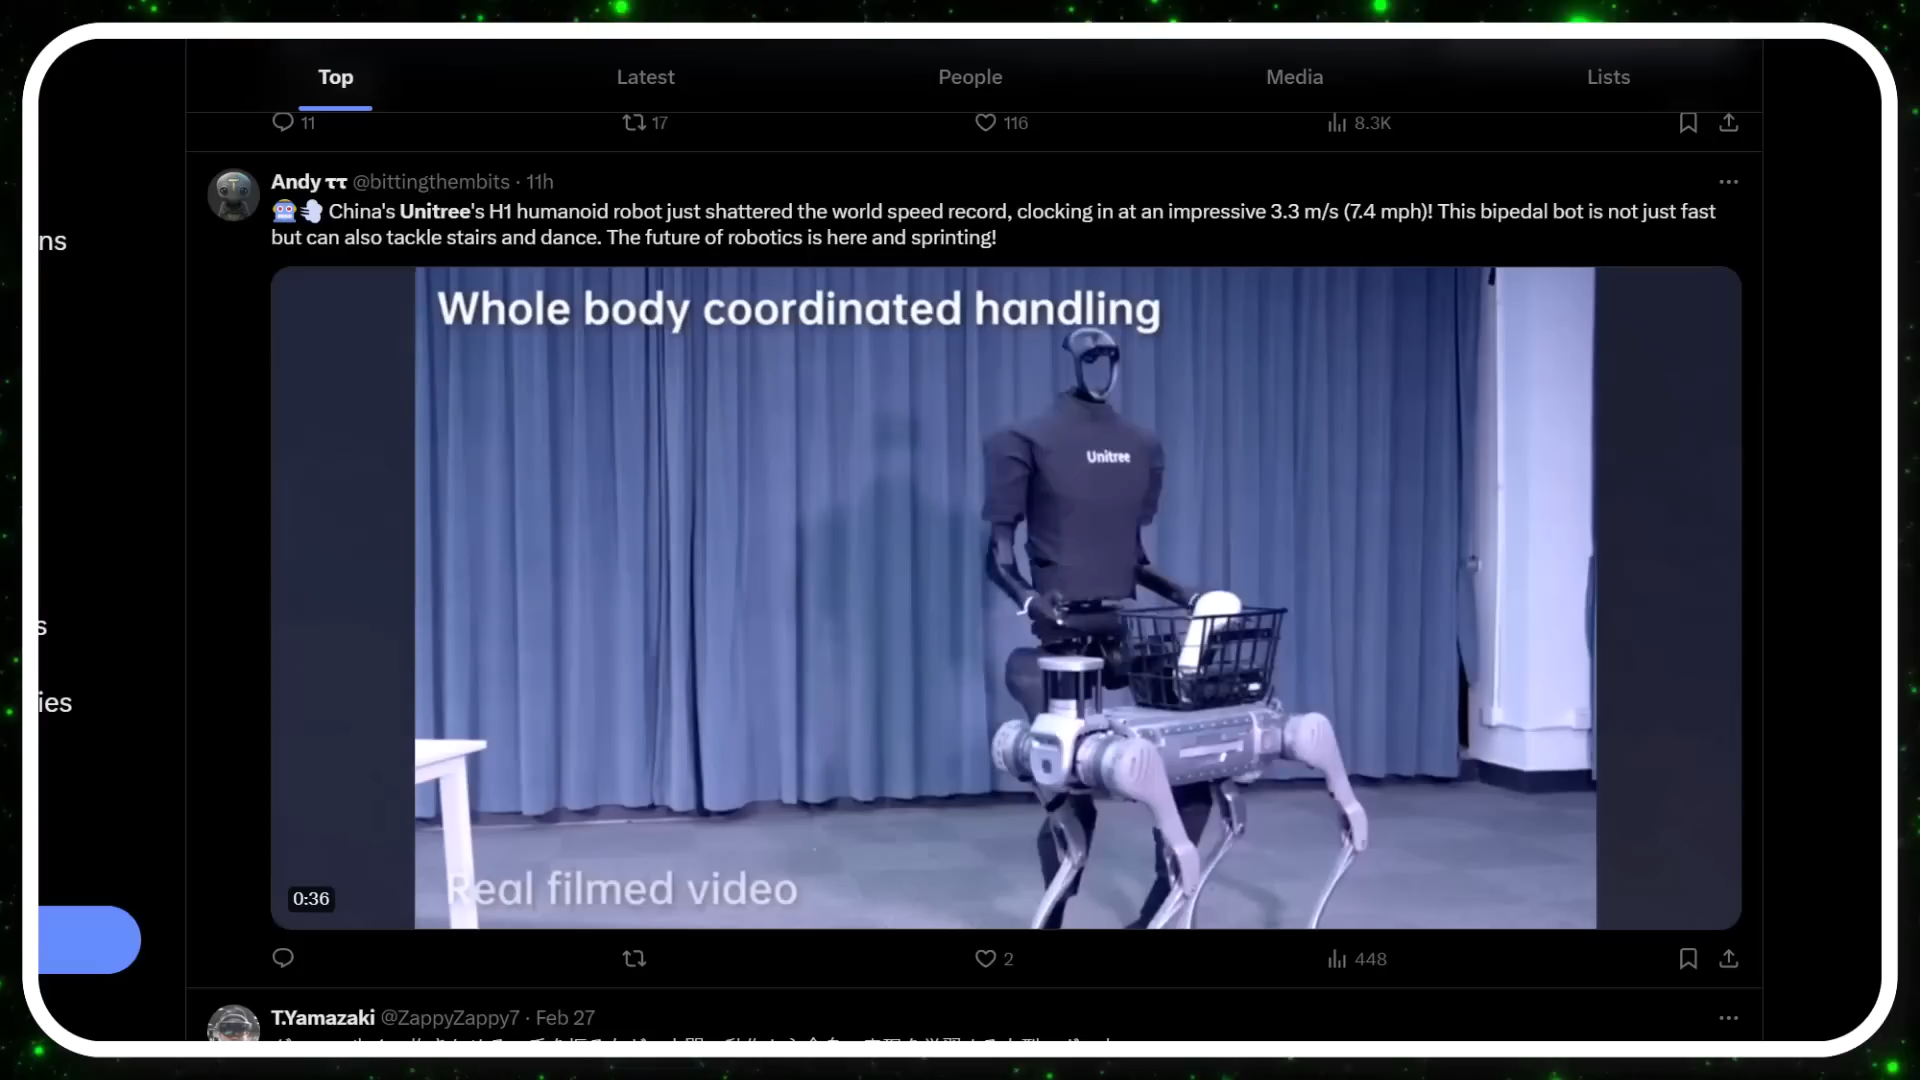 Top Latest People Media Lists
11 17 116 8.3K
Andy ττ @bittingthembits · 11h
China's Unitree's H1 humanoid robot just shattered the world speed record, clocking in at an impressive 3.3 m/s (7.4 mph)! This bipedal bot is not just fast
but can also tackle stairs and dance. The future of robotics is here and sprinting!
ns
Whole body coordinated handling
Unitree
s
ies
Real filmed video
0:36
2 448
T.Yamazaki @ZappyZappy7 · Feb 27